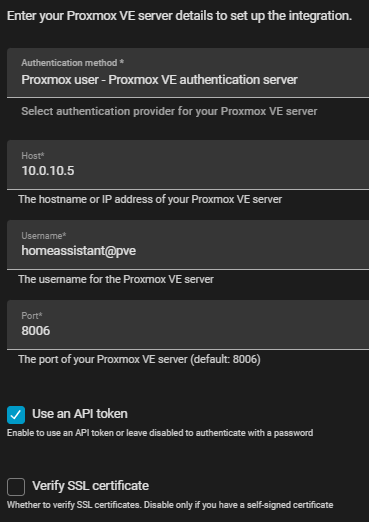 Enter your Proxmox VE server details to set up the integration.
Authentication method *
Proxmox user - Proxmox VE authentication server
Select authentication provider for your Proxmox VE server
Host*
10.0.10.5
The hostname or IP address of your Proxmox VE server
Username*
homeassistant@pve
The username for the Proxmox VE server
Port*
8006
The port of your Proxmox VE server (default: 8006)
Use an API token
Enable to use an API token or leave disabled to authenticate with a password
Verify SSL certificate
Whether to verify SSL certificates. Disable only if you have a self-signed certificate